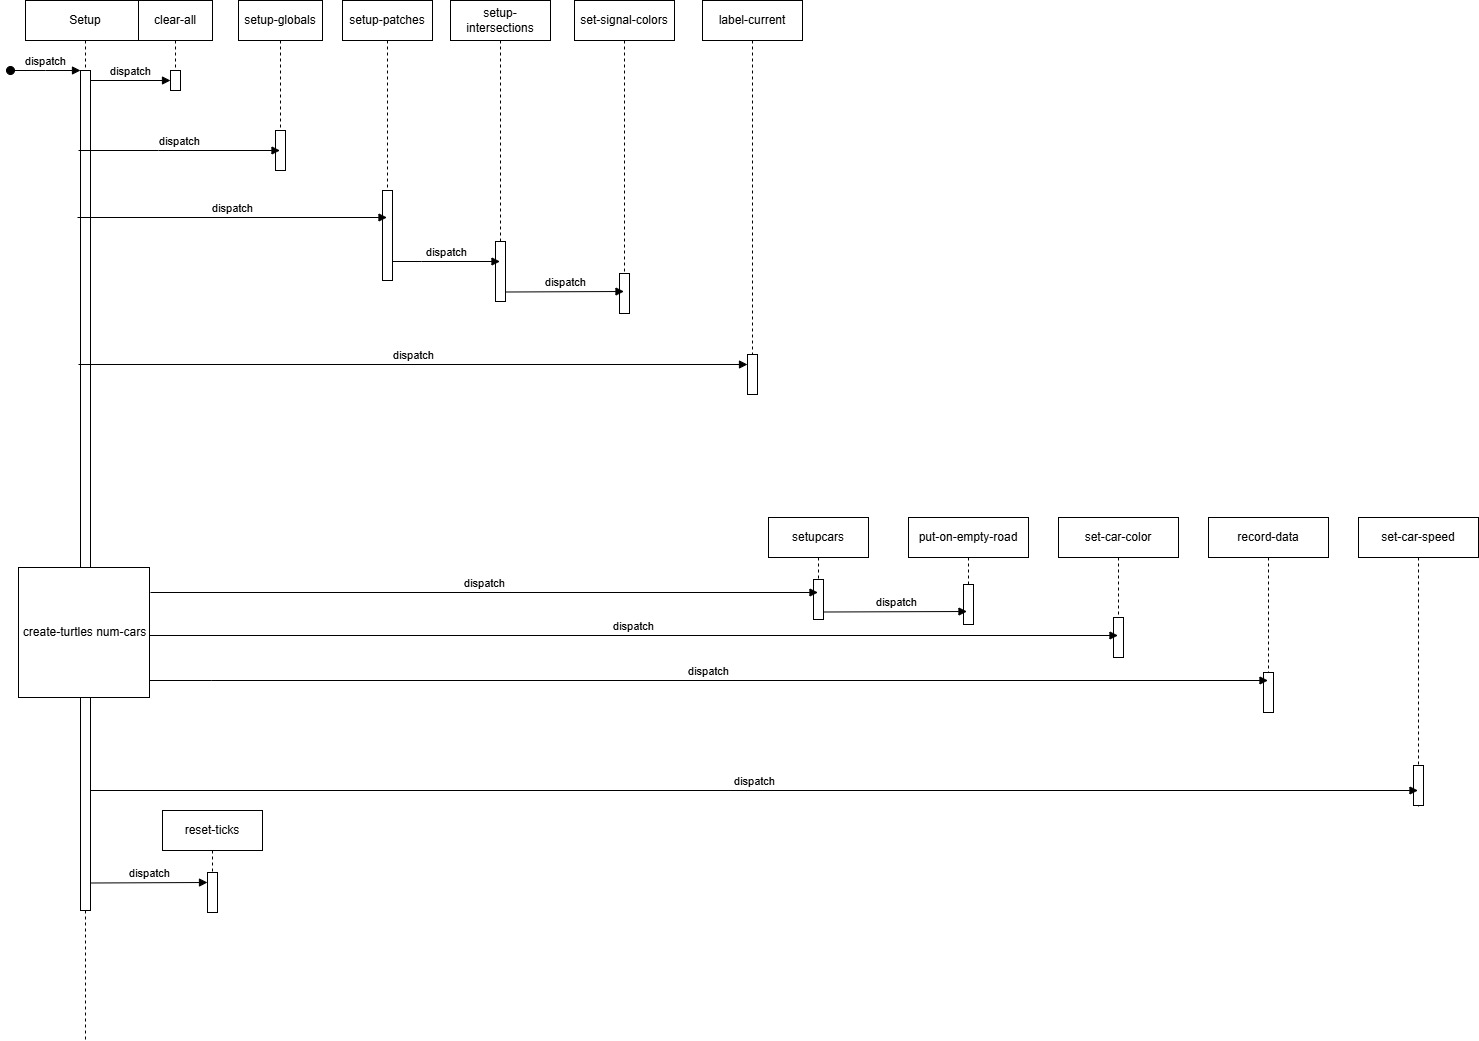 Setup
clear-all
setup-globals
setup-patches
setup-
intersections
set-signal-colors
label-current
dispatch
dispatch
dispatch
dispatch
dispatch
dispatch
dispatch
setupcars
put-on-empty-road
set-car-color
record-data
set-car-speed
dispatch
dispatch
dispatch
create-turtles num-cars
dispatch
dispatch
reset-ticks
dispatch